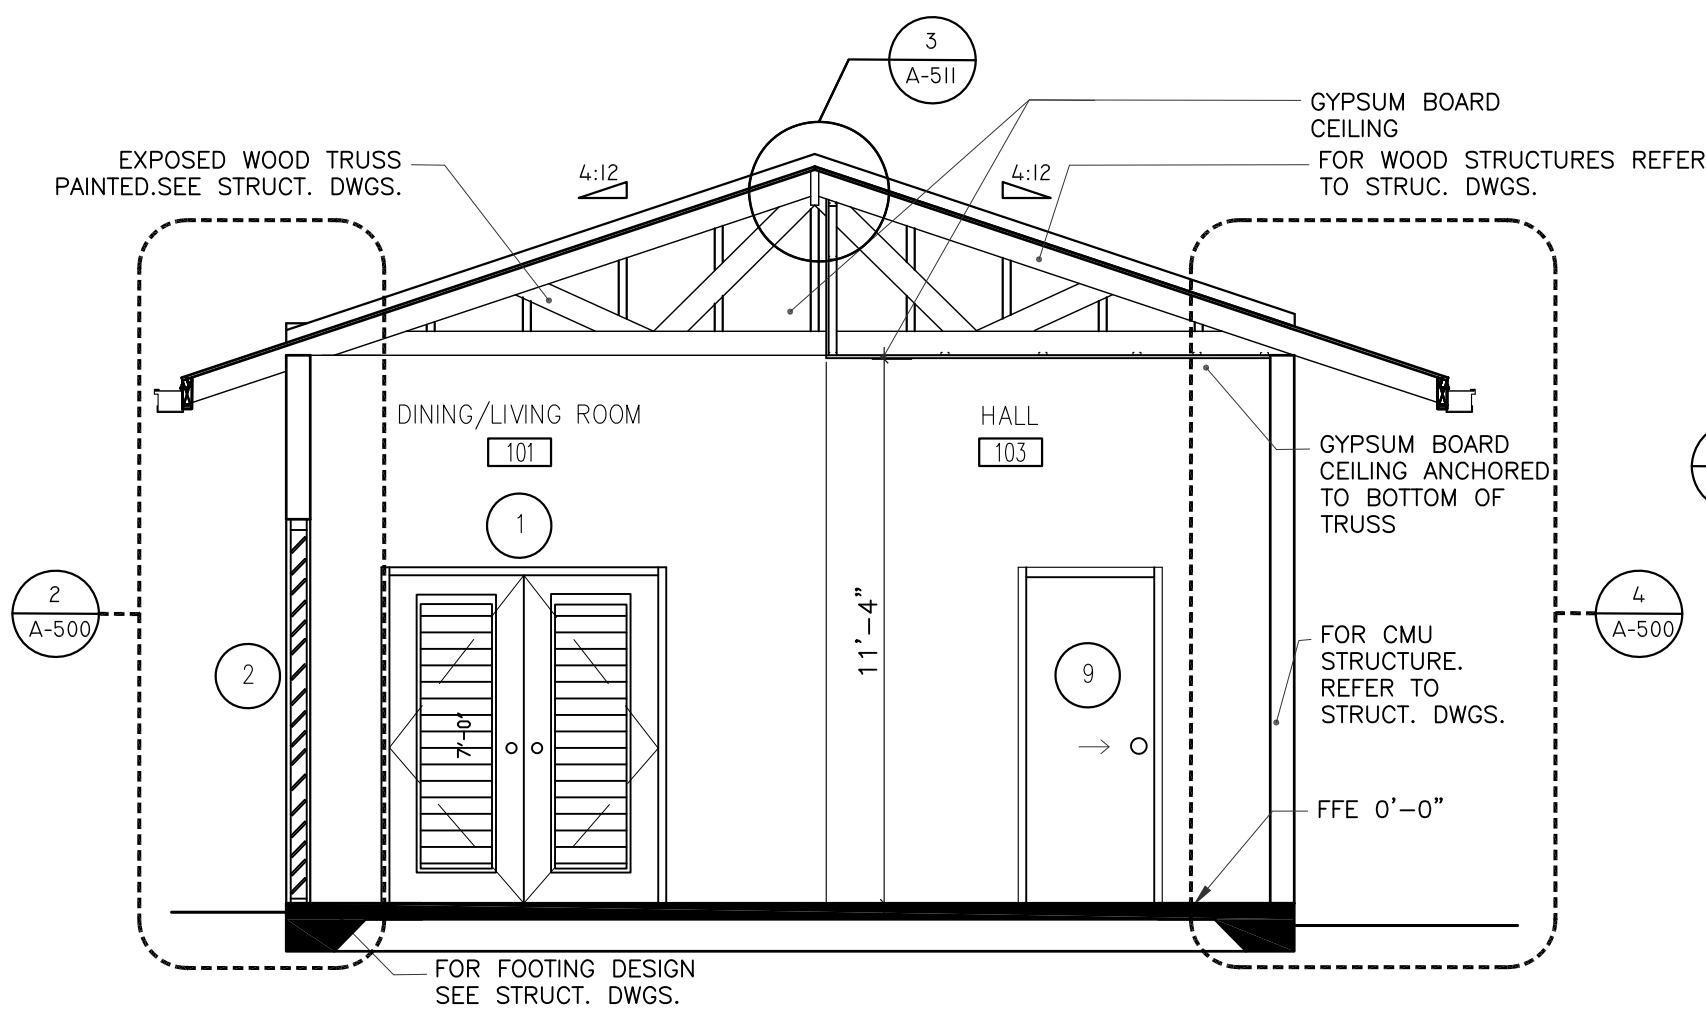 3
A-511
GYPSUM BOARD
CEILING
EXPOSED WOOD TRUSS
PAINTED.SEE STRUCT. DWGS.
4:12
4:12
FOR WOOD STRUCTURES REFER
TO STRUC. DWGS.
DINING/LIVING ROOM
101
HALL
103
GYPSUM BOARD
CEILING ANCHORED
TO BOTTOM OF
TRUSS
1
2
A-500
2
7'-0'
11'-4"
9
4
A-500
FOR CMU
STRUCTURE.
REFER TO
STRUCT. DWGS.
FFE 0'-0"
FOR FOOTING DESIGN
SEE STRUCT. DWGS.